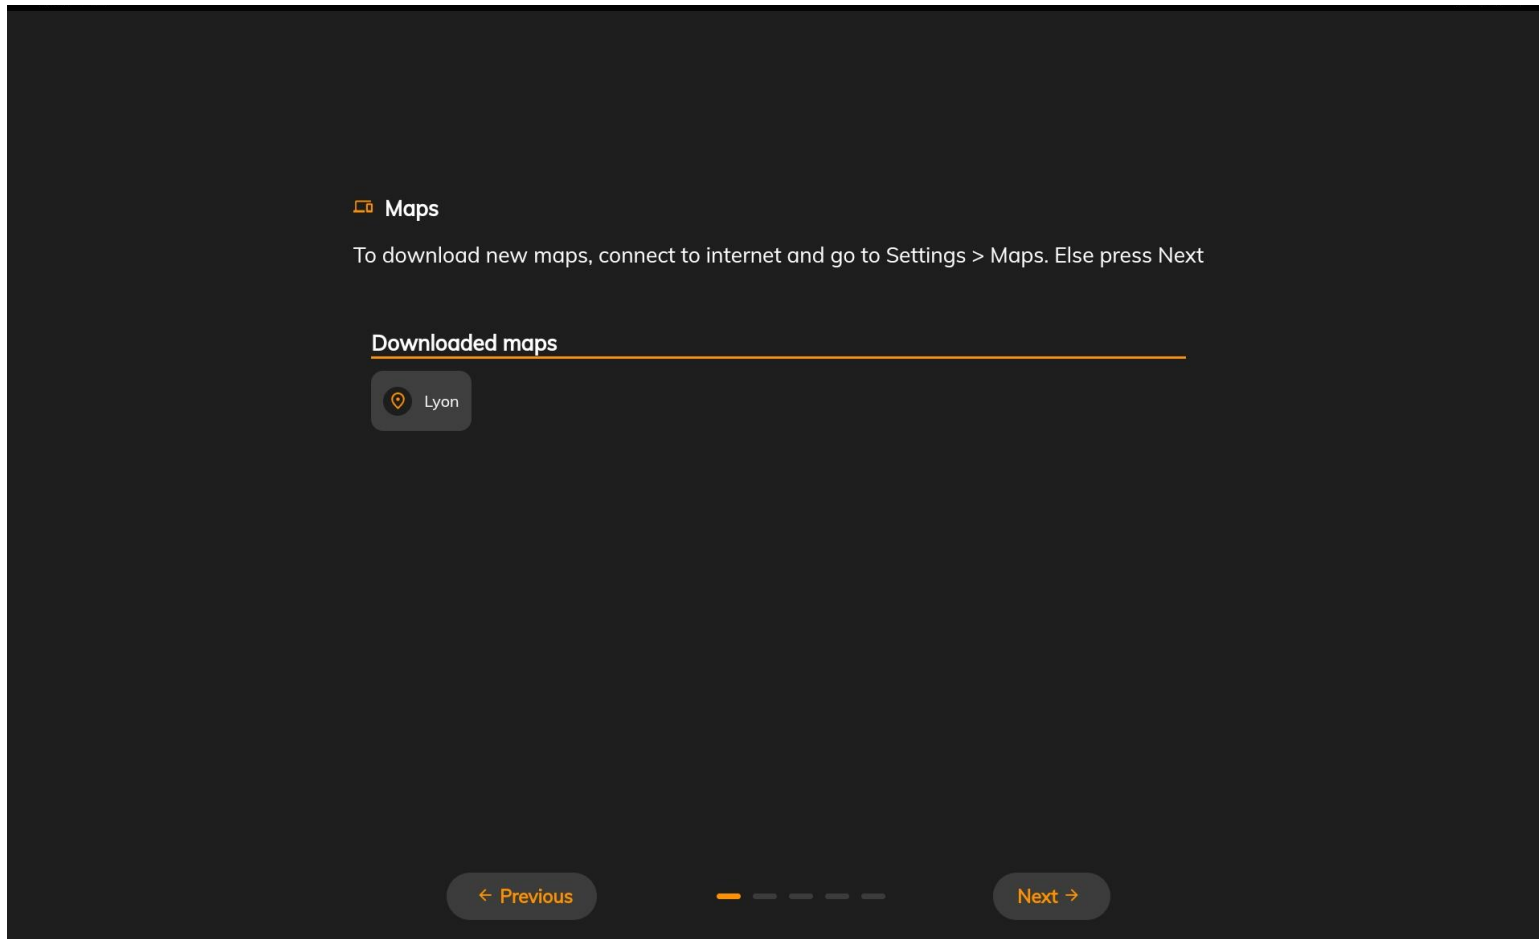 Maps
To download new maps, connect to internet and go to Settings > Maps. Else press Next
Downloaded maps
Lyon
← Previous
Next →